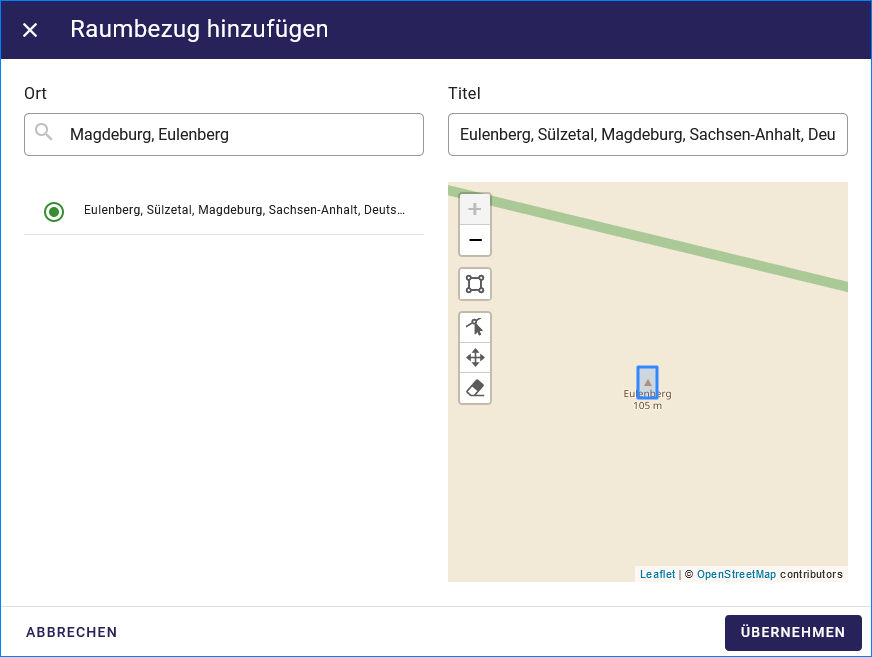 Raumbezug hinzufügen
Ort
Titel
Magdeburg, Eulenberg
Eulenberg, Sülzetal, Magdeburg, Sachsen-Anhalt, Deu
Eulenberg, Sülzetal, Magdeburg, Sachsen-Anhalt, Deuts...
+
−
Eulenberg
105 m
Leaflet | © OpenStreetMap contributors
ABBRECHEN
ÜBERNEHMEN